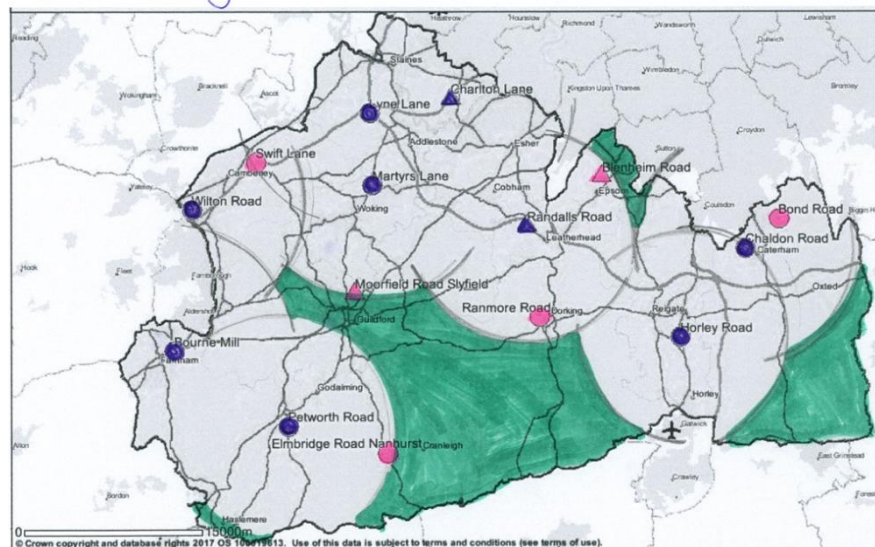 Heathrow
Hounslow
Richmond
Wandsworth
Lewisham
Dulwich
Reading
Staines
Wimbledon
Bromley
Wokingham
Bracknell
Ascot
Charlton Lane
Kingston Upon Thames
Lyne Lane
Croydon
Crowthorne
Addlestone
Esher
Sutton
Swift Lane
Camberley
Blenheim Road
Yateley
Martyrs Lane
Cobham
Epsom
Wilton Road
Woking
Coulsdon
Bond Road
Biggin
Randalls Road
Leatherhead
Chaldon Road
Caterham
Hook
Fleet
Farnborough
Moorfield Road Slyfield
Oxted
Aldershot
Guildford
Ranmore Road
Dorking
Reigate
Horley Road
Bourne Mill
Farnham
Godalming
Horley
Petworth Road
Gatwick
Alton
Elmbridge Road Nanhurst
Cranleigh
East Grinstead
Crawley
Bordon
Haslemere
0 15000m
© Crown copyright and database rights 2017 OS 100019613. Use of this data is subject to terms and conditions (see terms of use).